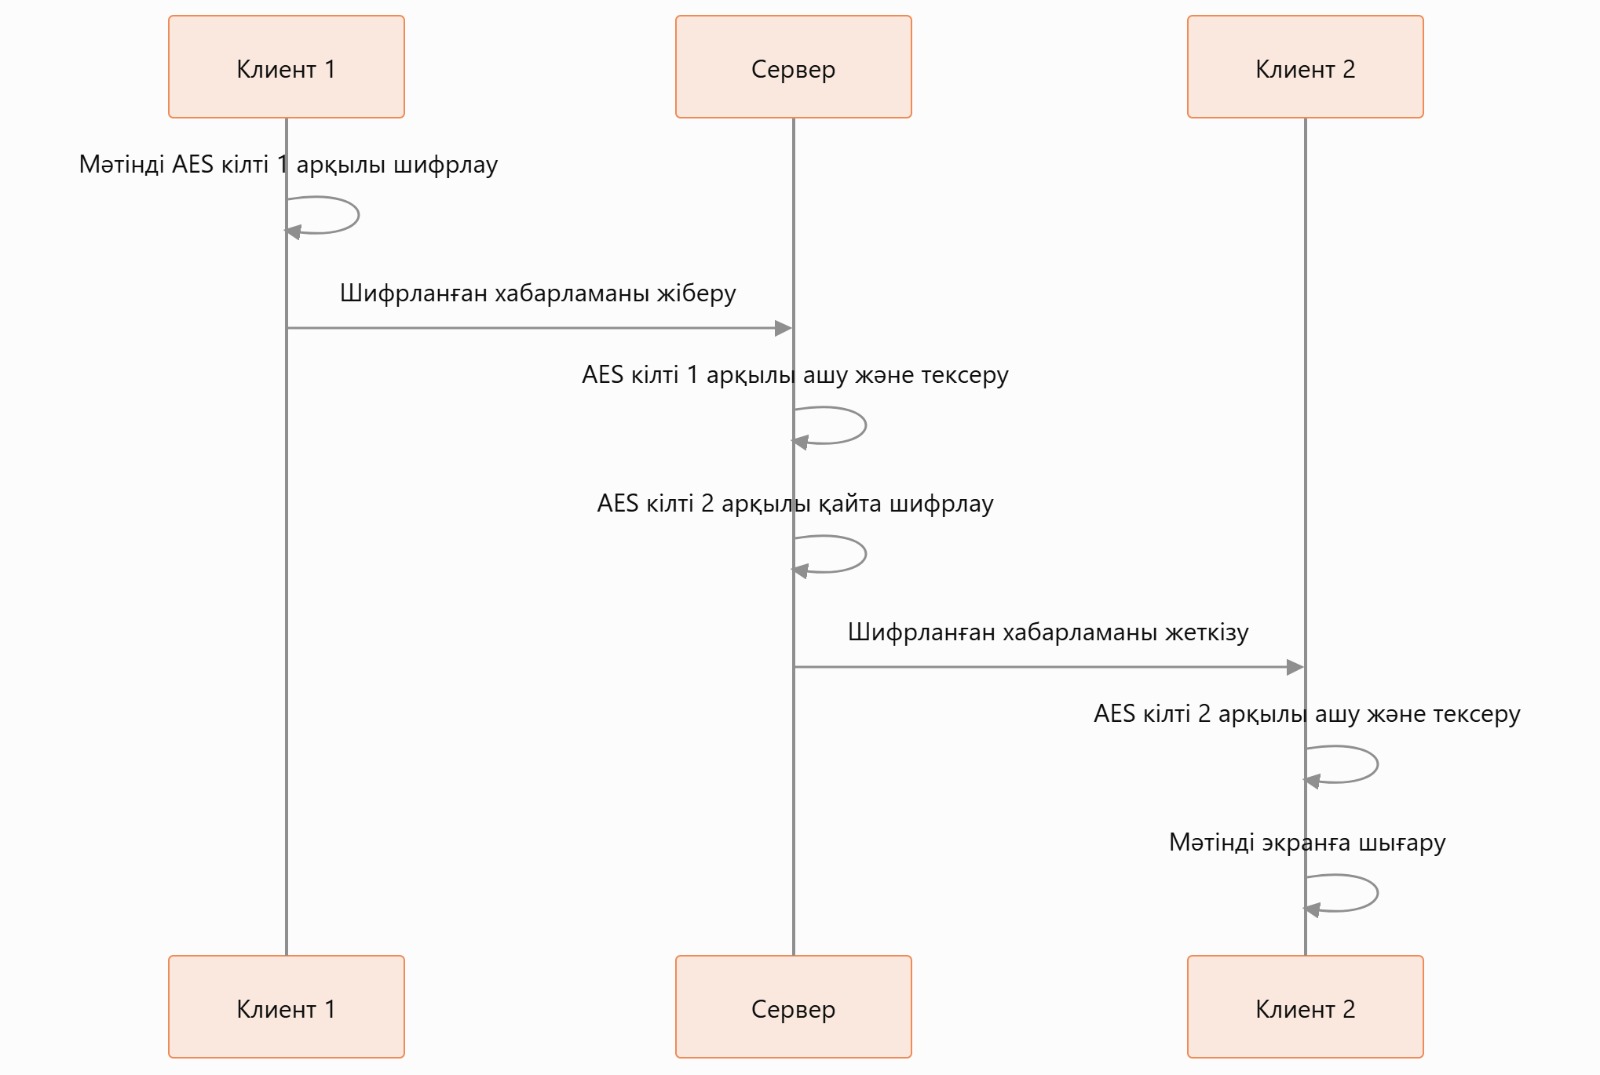 Клиент 1
Сервер
Клиент 2
Мәтінді AES кілті 1 арқылы шифрлау
Шифрланған хабарламаны жіберу
AES кілті 1 арқылы ашу және тексеру
AES кілті 2 арқылы қайта шифрлау
Шифрланған хабарламаны жеткізу
AES кілті 2 арқылы ашу және тексеру
Мәтінді экранға шығару
Клиент 1
Сервер
Клиент 2